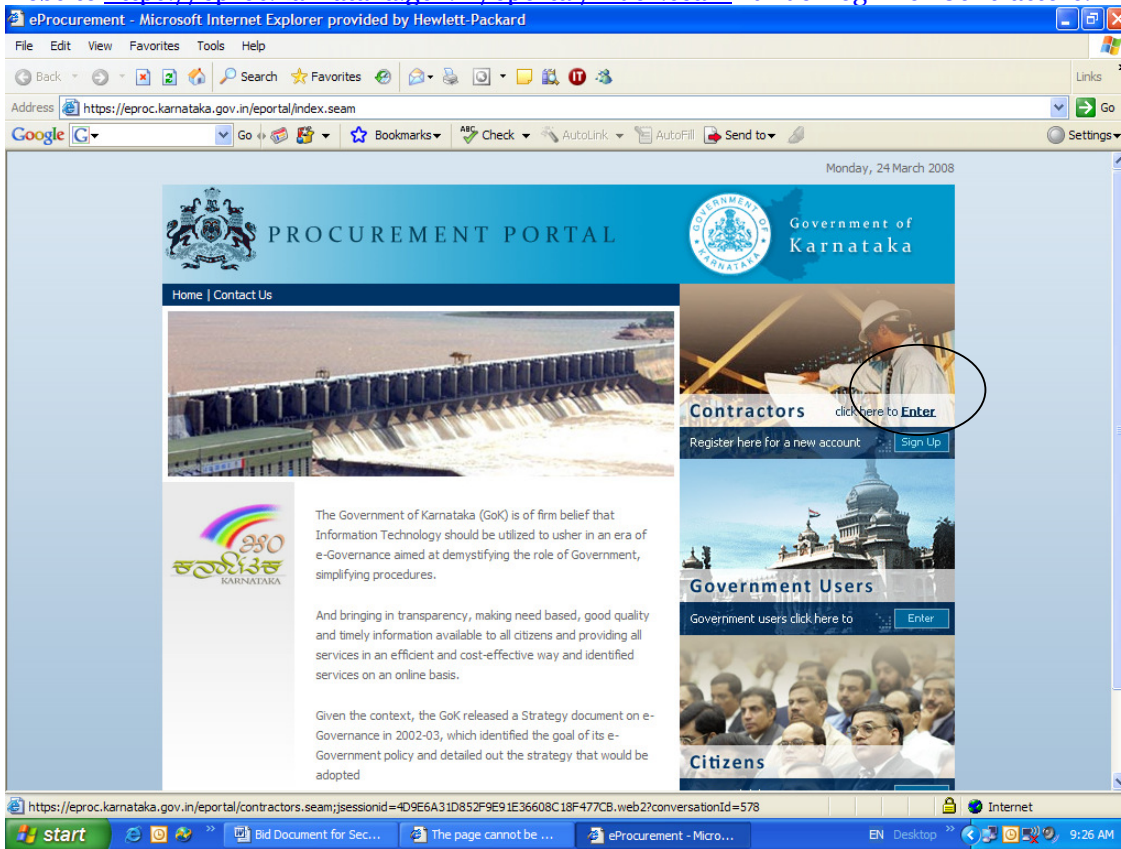 eProcurement - Microsoft Internet Explorer provided by Hewlett-Packard
File Edit View Favorites Tools Help
Back Search Favorites Links
Address https://eproc.karnataka.gov.in/eportal/index.seam Go
Google G Go Bookmarks ABC Check AutoLink AutoFill Send to Settings
Monday, 24 March 2008
PROCUREMENT PORTAL
GOVERNMENT OF KARNATAKA
Government of
Karnataka
Home | Contact Us
Contractors click here to Enter
Register here for a new account Sign Up
೨೫೦
ಕರ್ನಾಟಕ
KARNATAKA
The Government of Karnataka (GoK) is of firm belief that
Information Technology should be utilized to usher in an era of
e-Governance aimed at demystifying the role of Government,
simplifying procedures.
And bringing in transparency, making need based, good quality
and timely information available to all citizens and providing all
services in an efficient and cost-effective way and identified
services on an online basis.
Given the context, the GoK released a Strategy document on e-
Governance in 2002-03, which identified the goal of its e-
Government policy and detailed out the strategy that would be
adopted
Government Users
Government users click here to Enter
Citizens
https://eproc.karnataka.gov.in/eportal/contractors.seam;jsessionid=4D9E6A31D852F9E91E36608C18F477CB.web2?conversationId=578 Internet
start Bid Document for Sec... The page cannot be ... eProcurement - Micro... EN Desktop 9:26 AM